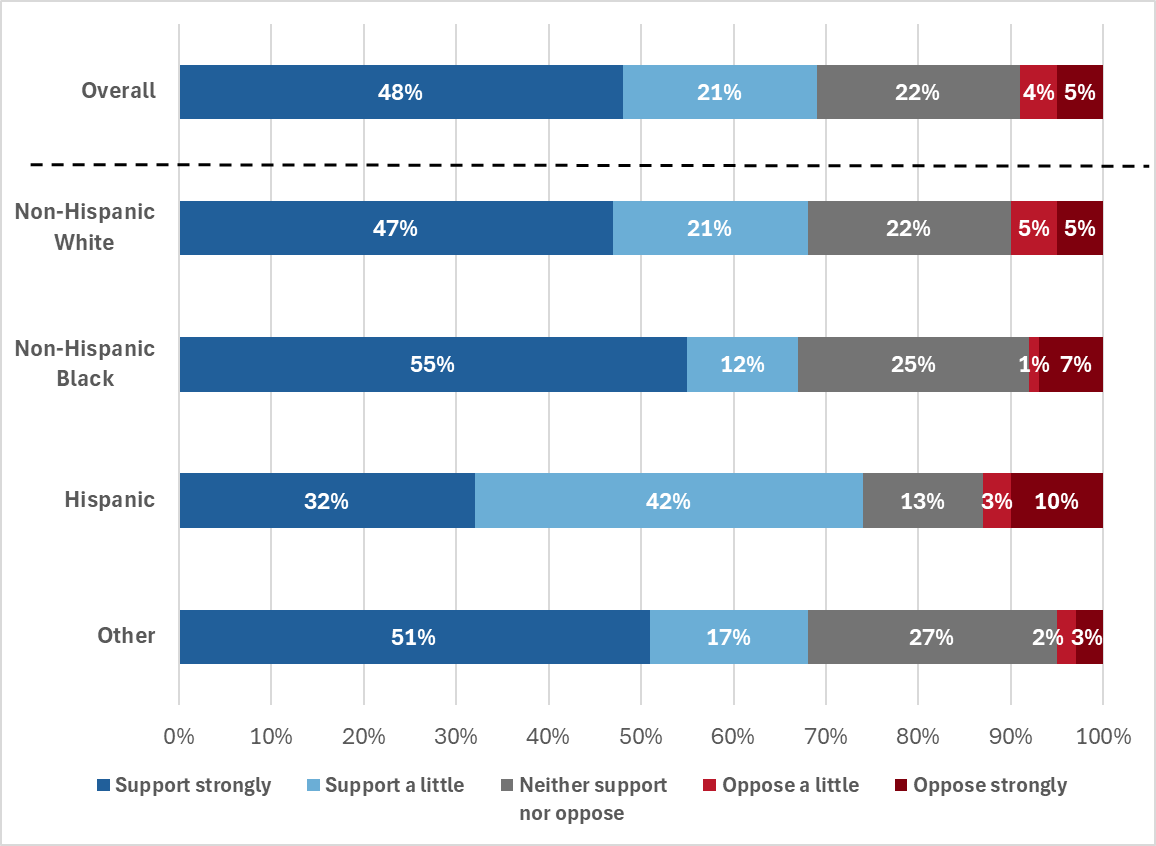 Overall
48% 21% 22% 4% 5%
Non-Hispanic
White
47% 21% 22% 5% 5%
Non-Hispanic
Black
55% 12% 25% 1% 7%
Hispanic
32% 42% 13% 3% 10%
Other
51% 17% 27% 2% 3%
0% 10% 20% 30% 40% 50% 60% 70% 80% 90% 100%
Support strongly Support a little Neither support Oppose a little Oppose strongly
nor oppose